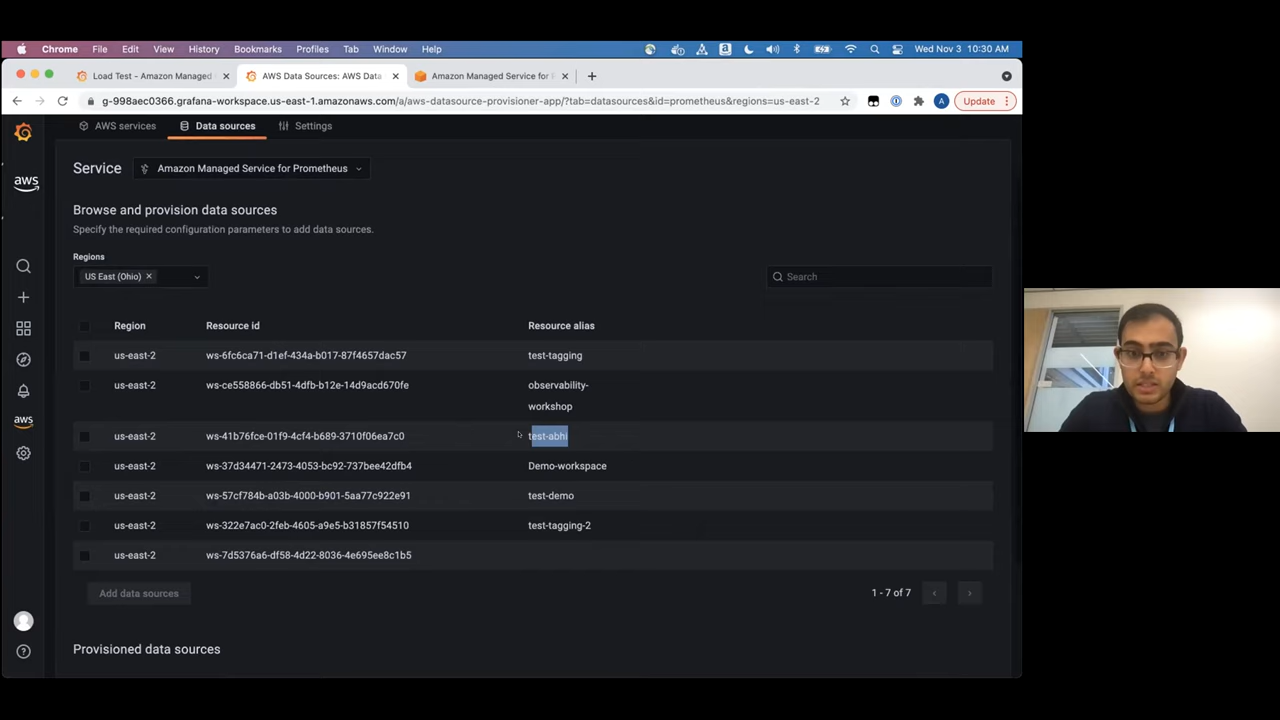 Chrome File Edit View History Bookmarks Profiles Tab Window Help Wed Nov 3 10:30 AM
Load Test - Amazon Managed
AWS Data Sources: AWS Data
Amazon Managed Service for
g-998aec0366.grafana-workspace.us-east-1.amazonaws.com/a/aws-datasource-provisioner-app/?tab=datasources&id=prometheus&regions=us-east-2
A
Update
aws
AWS services Data sources Settings
Service Amazon Managed Service for Prometheus
Browse and provision data sources
Specify the required configuration parameters to add data sources.
Regions
US East (Ohio)
Search
Region Resource id Resource alias
us-east-2 ws-6fc6ca71-d1ef-434a-b017-87f4657dac57 test-tagging
us-east-2 ws-ce558866-db51-4dfb-b12e-14d9acd670fe observability-
workshop
us-east-2 ws-41b76fce-01f9-4cf4-b689-3710f06ea7c0 test-abhi
aws
us-east-2 ws-37d34471-2473-4053-bc92-737bee42dfb4 Demo-workspace
us-east-2 ws-57cf784b-a03b-4000-b901-5aa77c922e91 test-demo
us-east-2 ws-322e7ac0-2feb-4605-a9e5-b31857f54510 test-tagging-2
us-east-2 ws-7d5376a6-df58-4d22-8036-4e695ee8c1b5
Add data sources
1 - 7 of 7
Provisioned data sources